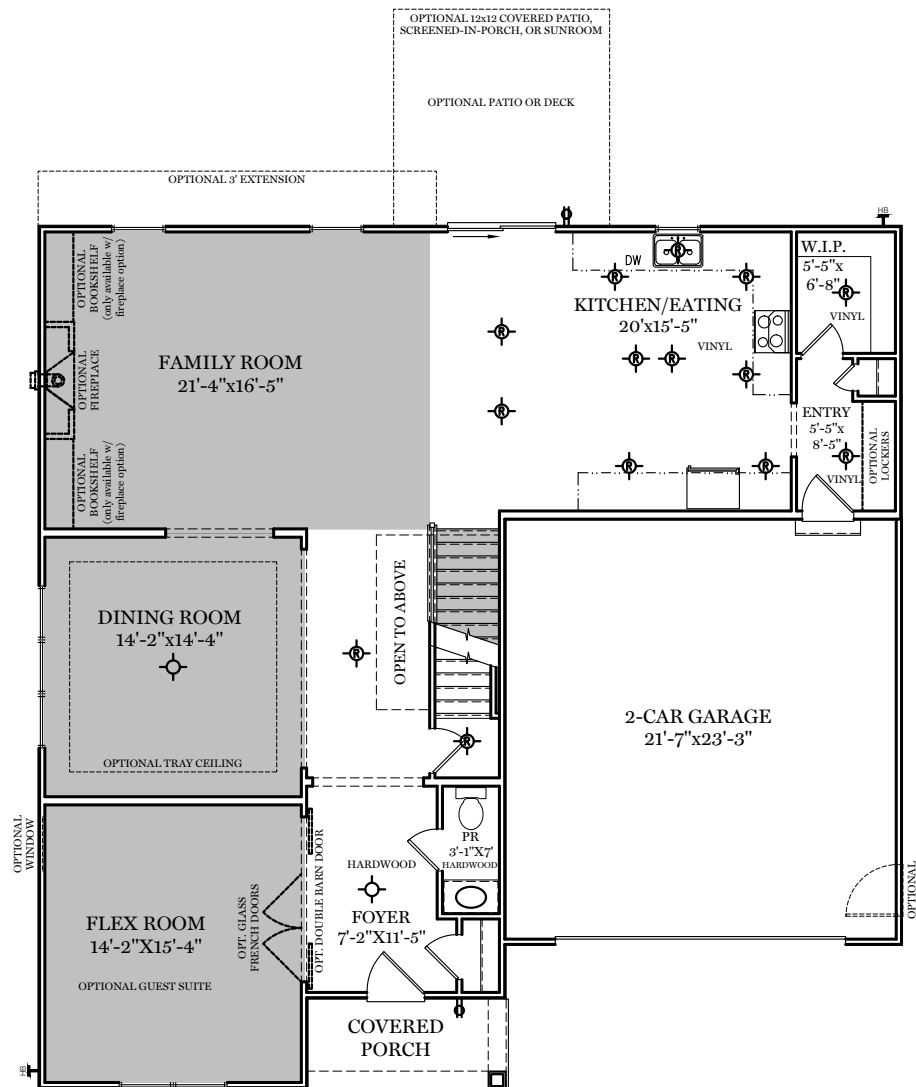 OPTIONAL 12x12 COVERED PATIO,
SCREENED-IN-PORCH, OR SUNROOM
OPTIONAL PATIO OR DECK
OPTIONAL 3' EXTENSION
HB
OPTIONAL
BOOKSHELF
(only available w/
fireplace option)
DW
R
W.I.P.
5'-5"x
6'-8"
R
VINYL
R
R
KITCHEN/EATING
20'x15'-5"
VINYL
R
R
R
R
R
FAMILY ROOM
21'-4"x16'-5"
OPTIONAL
FIREPLACE
ENTRY
5'-5"x
8'-5"
R
VINYL
OPTIONAL
LOCKERS
OPTIONAL
BOOKSHELF
(only available w/
fireplace option)
R
R
DINING ROOM
14'-2"x14'-4"
OPTIONAL TRAY CEILING
R
OPEN TO ABOVE
R
2-CAR GARAGE
21'-7"x23'-3"
OPTIONAL
OPTIONAL
WINDOW
FLEX ROOM
14'-2"X15'-4"
OPTIONAL GUEST SUITE
OPT. GLASS
FRENCH DOORS
OPT. DOUBLE BARN DOOR
HARDWOOD
FOYER
7'-2"X11'-5"
PR
3'-1"X7'
HARDWOOD
COVERED
PORCH
HB